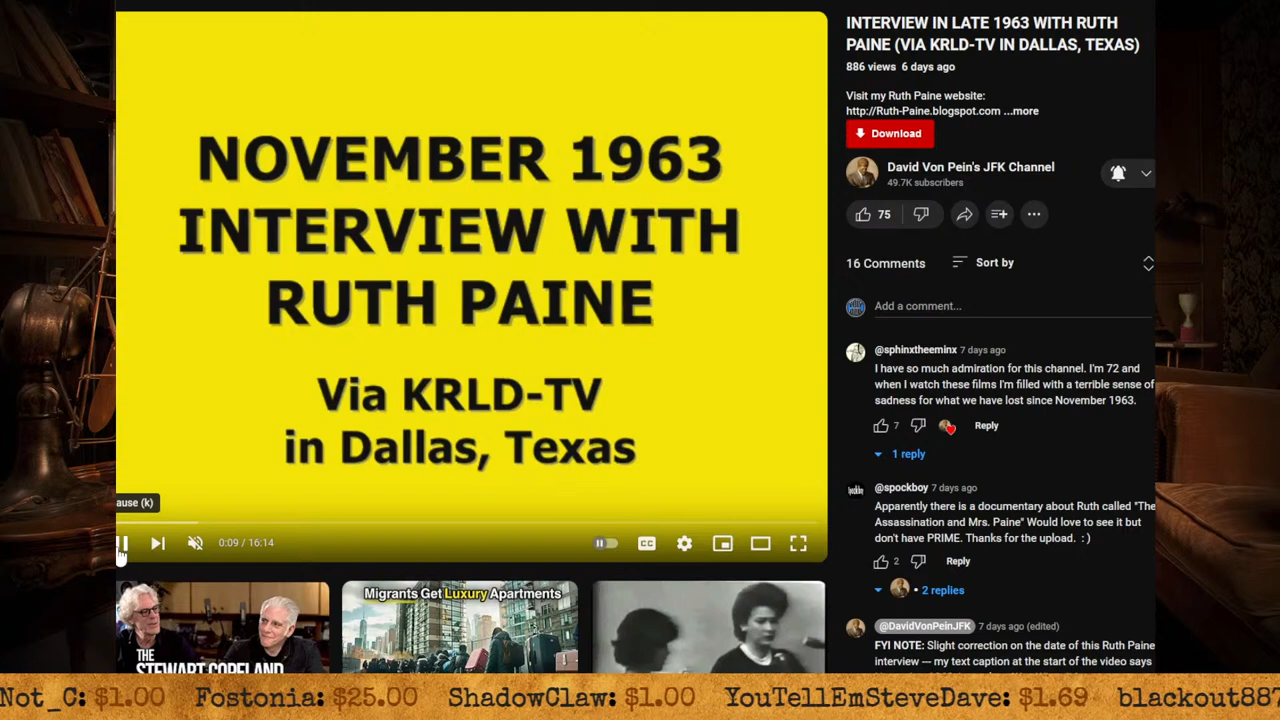 NOVEMBER 1963
INTERVIEW WITH
RUTH PAINE
Via KRLD-TV
in Dallas, Texas
ause (k)
0:09 / 16:14
CC
THE
STEWART COPELAND
Migrants Get Luxury Apartments
INTERVIEW IN LATE 1963 WITH RUTH
PAINE (VIA KRLD-TV IN DALLAS, TEXAS)
886 views 6 days ago
Visit my Ruth Paine website:
http://Ruth-Paine.blogspot.com ...more
Download
David Von Pein's JFK Channel
49.7K subscribers
75
16 Comments Sort by
Add a comment...
@sphinxtheeminx 7 days ago
I have so much admiration for this channel. I'm 72 and
when I watch these films I'm filled with a terrible sense of
sadness for what we have lost since November 1963.
7 Reply
1 reply
@spockboy 7 days ago
Apparently there is a documentary about Ruth called "The
Assassination and Mrs. Paine" Would love to see it but
don't have PRIME. Thanks for the upload. : )
2 Reply
• 2 replies
@DavidVonPeinJFK 7 days ago (edited)
FYI NOTE: Slight correction on the date of this Ruth Paine
interview — my text caption at the start of the video says
Not_C: $1.00 Fostonia: $25.00 ShadowClaw: $1.00 YouTellEmSteveDave: $1.69 blackout887